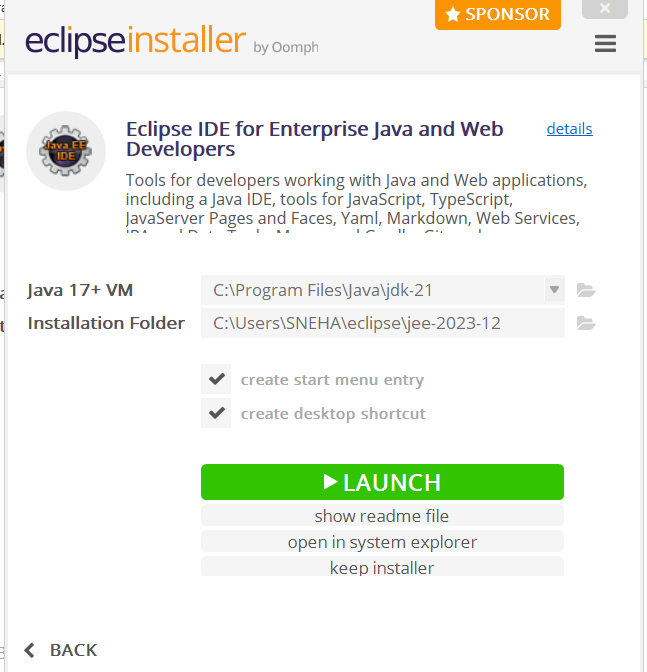 SPONSOR
eclipseinstaller by Oomph
Java EE
IDE
Eclipse IDE for Enterprise Java and Web
Developers
details
Tools for developers working with Java and Web applications,
including a Java IDE, tools for JavaScript, TypeScript,
JavaServer Pages and Faces, Yaml, Markdown, Web Services,
Java 17+ VM
C:\Program Files\Java\jdk-21
Installation Folder
C:\Users\SNEHA\eclipse\jee-2023-12
create start menu entry
create desktop shortcut
LAUNCH
show readme file
open in system explorer
keep installer
BACK